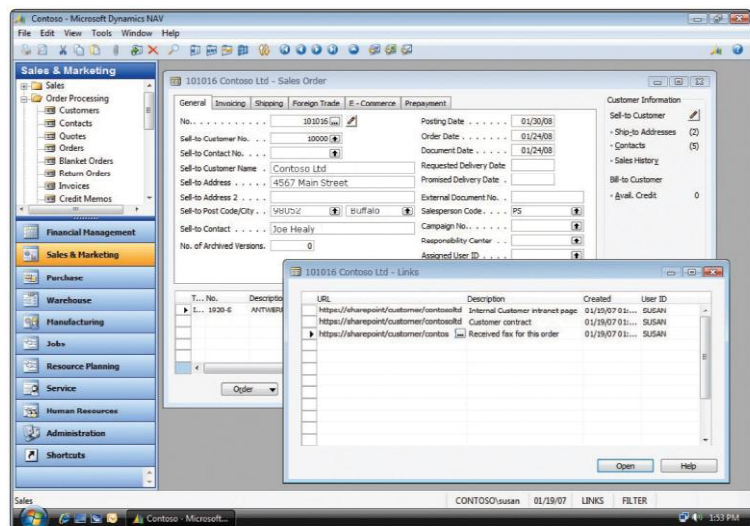 Contoso - Microsoft Dynamics NAV
File Edit View Tools Window Help
Sales & Marketing
Sales
Order Processing
Customers
Contacts
Quotes
Orders
Blanket Orders
Return Orders
Invoices
Credit Memos
Financial Management
Sales & Marketing
Purchase
Warehouse
Manufacturing
Jobs
Resource Planning
Service
Human Resources
Administration
Shortcuts
101016 Contoso Ltd - Sales Order
General Invoicing Shipping Foreign Trade E - Commerce Prepayment
No. . . . . . . . . . . . 101016
Sell-to Customer No. . . . 10000
Sell-to Contact No. . . . .
Sell-to Customer Name . Contoso Ltd
Sell-to Address . . . . . 4567 Main Street
Sell-to Address 2 . . . .
Sell-to Post Code/City . . 98052 Buffalo
Sell-to Contact . . . . . Joe Healy
No. of Archived Versions. 0
Posting Date . . . . . . 01/30/08
Order Date . . . . . . . 01/24/08
Document Date . . . . . 01/24/08
Requested Delivery Date
Promised Delivery Date .
External Document No. .
Salesperson Code . . . . PS
Campaign No. . . . . . .
Responsibility Center . .
Assigned User ID . . . .
Customer Information
Sell-to Customer
Ship-to Addresses (2)
Contacts (5)
Sales History
Bill-to Customer
Avail. Credit 0
T... No. Descriptio
I... 1920-S ANTWER
Order
101016 Contoso Ltd - Links
URL Description Created User ID
https://sharepoint/customer/contosoltd Internal Customer intranet page 01/19/07 01:... SUSAN
https://sharepoint/customer/contosoltd Customer contract 01/19/07 01:... SUSAN
https://sharepoint/customer/contos ... Received fax for this order 01/19/07 01:... SUSAN
Open Help
Sales CONTOSO\susan 01/19/07 LINKS FILTER
Contoso - Microsoft... 1:53 PM